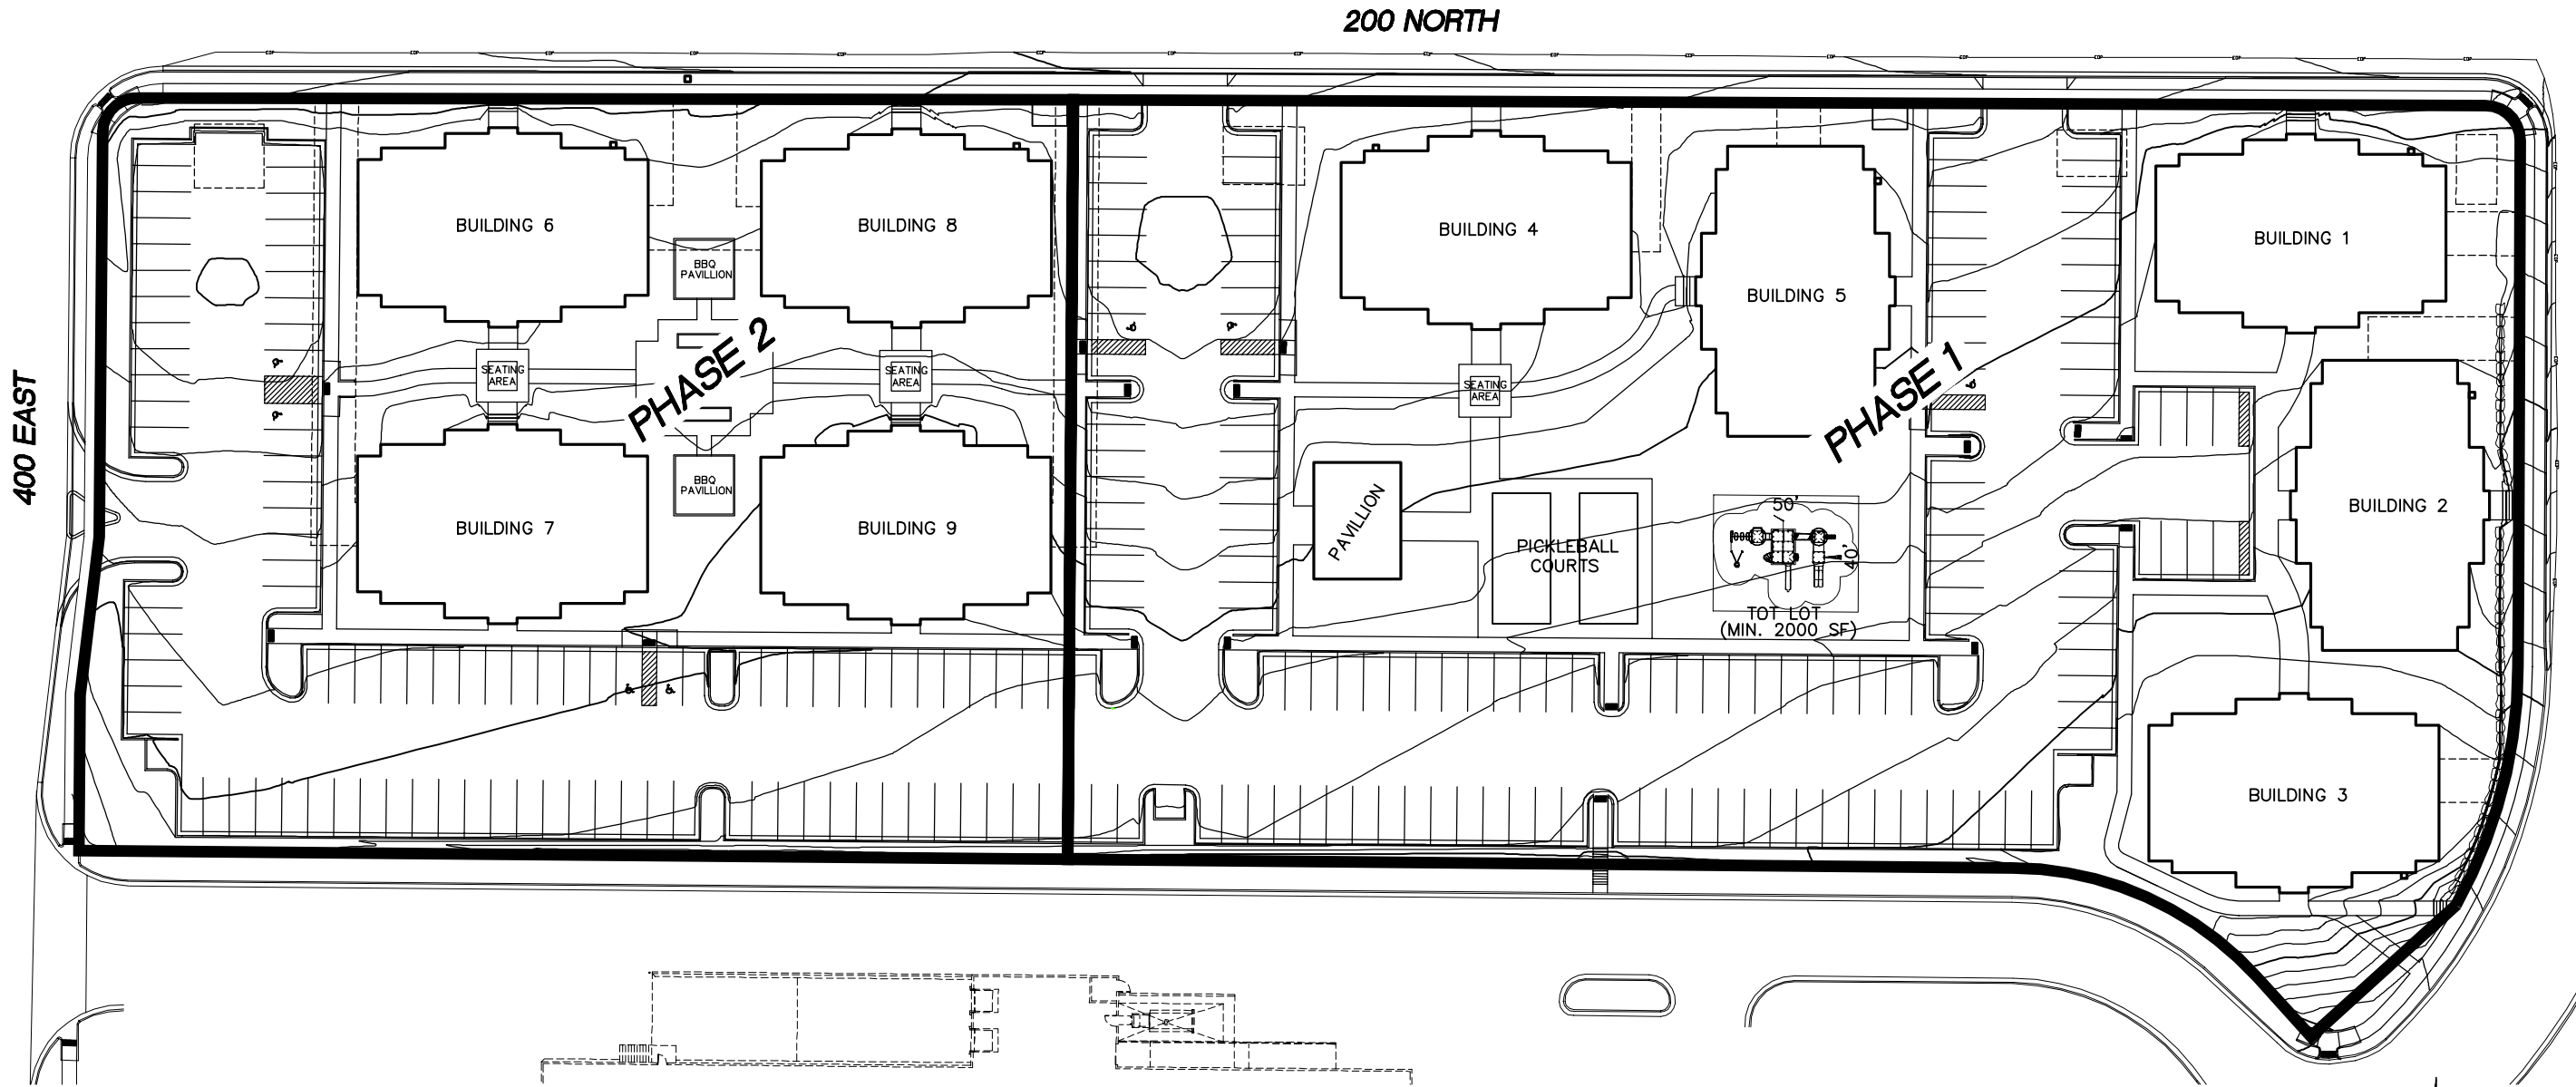 200 NORTH
400 EAST
BUILDING 6
BUILDING 8
BUILDING 4
BUILDING 5
BUILDING 1
BBQ
PAVILLION
PHASE 2
PHASE 1
SEATING
AREA
SEATING
AREA
SEATING
AREA
BUILDING 7
BBQ
PAVILLION
BUILDING 9
PAVILLION
PICKLEBALL
COURTS
50'
40'
TOT LOT
(MIN. 2000 SF)
BUILDING 2
BUILDING 3